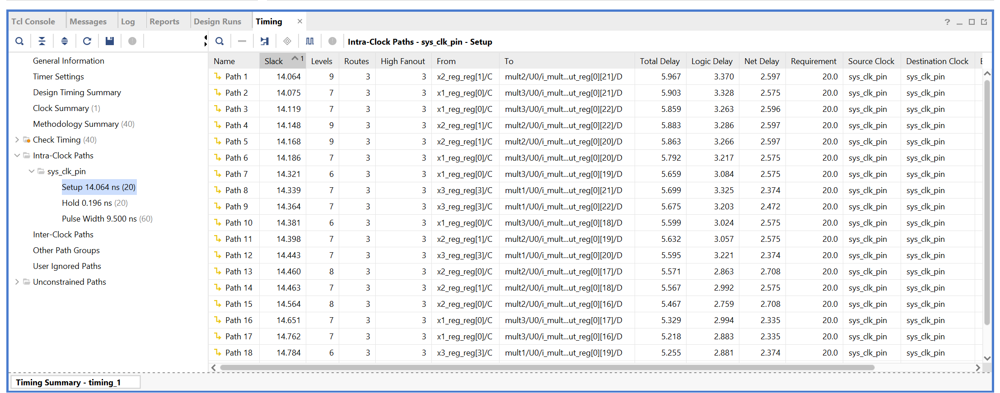 Tcl Console Messages Log Reports Design Runs Timing ×
? _
Intra-Clock Paths - sys_clk_pin - Setup
General Information
Timer Settings
Design Timing Summary
Clock Summary (1)
Methodology Summary (40)
Check Timing (40)
Intra-Clock Paths
sys_clk_pin
Setup 14.064 ns (20)
Hold 0.196 ns (20)
Pulse Width 9.500 ns (60)
Inter-Clock Paths
Other Path Groups
User Ignored Paths
Unconstrained Paths
Name Slack 1 Levels Routes High Fanout From To Total Delay Logic Delay Net Delay Requirement Source Clock Destination Clock
Path 1 14.064 9 3 3 x2_reg_reg[1]/C mult2/U0/i_mult...ut_reg[0][21]/D 5.967 3.370 2.597 20.0 sys_clk_pin sys_clk_pin
Path 2 14.075 7 3 3 x1_reg_reg[0]/C mult3/U0/i_mult...ut_reg[0][21]/D 5.903 3.328 2.575 20.0 sys_clk_pin sys_clk_pin
Path 3 14.119 7 3 3 x1_reg_reg[0]/C mult3/U0/i_mult...ut_reg[0][22]/D 5.859 3.263 2.596 20.0 sys_clk_pin sys_clk_pin
Path 4 14.148 9 3 3 x2_reg_reg[1]/C mult2/U0/i_mult...ut_reg[0][22]/D 5.883 3.286 2.597 20.0 sys_clk_pin sys_clk_pin
Path 5 14.168 9 3 3 x2_reg_reg[1]/C mult2/U0/i_mult...ut_reg[0][20]/D 5.863 3.266 2.597 20.0 sys_clk_pin sys_clk_pin
Path 6 14.186 7 3 3 x1_reg_reg[0]/C mult3/U0/i_mult...ut_reg[0][20]/D 5.792 3.217 2.575 20.0 sys_clk_pin sys_clk_pin
Path 7 14.321 6 3 3 x1_reg_reg[0]/C mult3/U0/i_mult...ut_reg[0][19]/D 5.659 3.084 2.575 20.0 sys_clk_pin sys_clk_pin
Path 8 14.339 7 3 3 x3_reg_reg[3]/C mult1/U0/i_mult...ut_reg[0][21]/D 5.699 3.325 2.374 20.0 sys_clk_pin sys_clk_pin
Path 9 14.364 7 3 3 x3_reg_reg[3]/C mult1/U0/i_mult...ut_reg[0][22]/D 5.675 3.203 2.472 20.0 sys_clk_pin sys_clk_pin
Path 10 14.381 6 3 3 x1_reg_reg[0]/C mult3/U0/i_mult...ut_reg[0][18]/D 5.599 3.024 2.575 20.0 sys_clk_pin sys_clk_pin
Path 11 14.398 7 3 3 x2_reg_reg[1]/C mult2/U0/i_mult...ut_reg[0][19]/D 5.632 3.057 2.575 20.0 sys_clk_pin sys_clk_pin
Path 12 14.443 7 3 3 x3_reg_reg[3]/C mult1/U0/i_mult...ut_reg[0][20]/D 5.595 3.221 2.374 20.0 sys_clk_pin sys_clk_pin
Path 13 14.460 8 3 3 x2_reg_reg[0]/C mult2/U0/i_mult...ut_reg[0][17]/D 5.571 2.863 2.708 20.0 sys_clk_pin sys_clk_pin
Path 14 14.463 7 3 3 x2_reg_reg[1]/C mult2/U0/i_mult...ut_reg[0][18]/D 5.567 2.992 2.575 20.0 sys_clk_pin sys_clk_pin
Path 15 14.564 8 3 3 x2_reg_reg[0]/C mult2/U0/i_mult...ut_reg[0][16]/D 5.467 2.759 2.708 20.0 sys_clk_pin sys_clk_pin
Path 16 14.651 7 3 3 x1_reg_reg[0]/C mult3/U0/i_mult...ut_reg[0][17]/D 5.329 2.994 2.335 20.0 sys_clk_pin sys_clk_pin
Path 17 14.762 7 3 3 x1_reg_reg[0]/C mult3/U0/i_mult...ut_reg[0][16]/D 5.218 2.883 2.335 20.0 sys_clk_pin sys_clk_pin
Path 18 14.784 6 3 3 x3_reg_reg[3]/C mult1/U0/i_mult...ut_reg[0][19]/D 5.255 2.881 2.374 20.0 sys_clk_pin sys_clk_pin
Timing Summary - timing_1